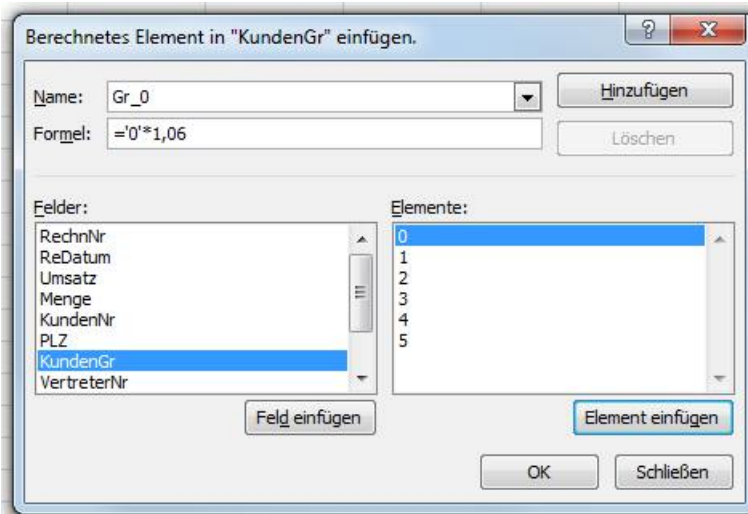 Berechnetes Element in "KundenGr" einfügen.
Name: Gr_0 Hinzufügen
Formel: ='0'*1,06 Löschen
Felder: Elemente:
RechnNr 0
ReDatum 1
Umsatz 2
Menge 3
KundenNr 4
PLZ 5
KundenGr
VertreterNr
Feld einfügen Element einfügen
OK Schließen